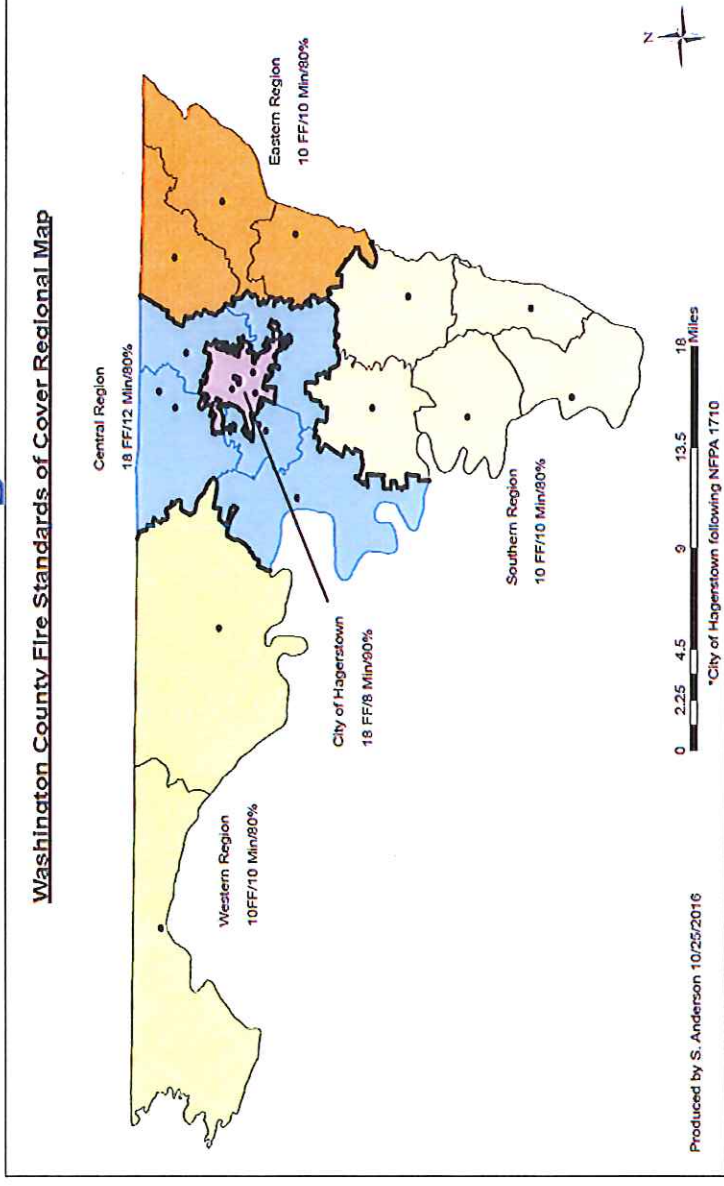 Washington County Fire Standards of Cover Regional Map
Central Region
18 FF/12 Min/80%
Eastern Region
10 FF/10 Min/80%
City of Hagerstown
18 FF/8 Min/90%
Western Region
10FF/10 Min/80%
Southern Region
10 FF/10 Min/80%
N
0 2.25 4.5 9 13.5 18
Miles
*City of Hagerstown following NFPA 1710
Produced by S. Anderson 10/25/2016